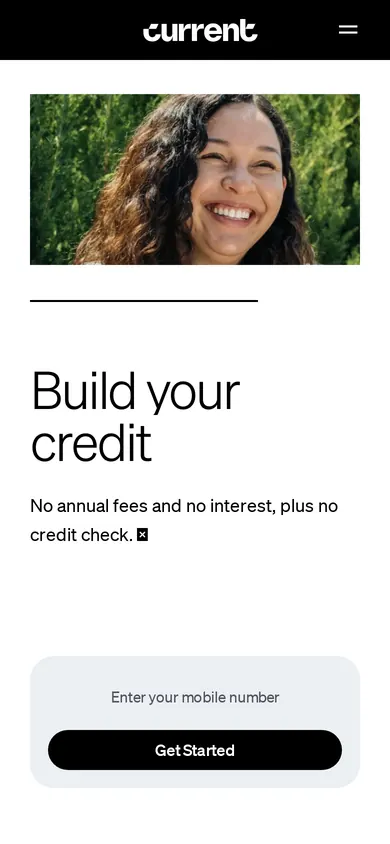 current
Build your
credit
No annual fees and no interest, plus no
credit check.
Enter your mobile number
Get Started